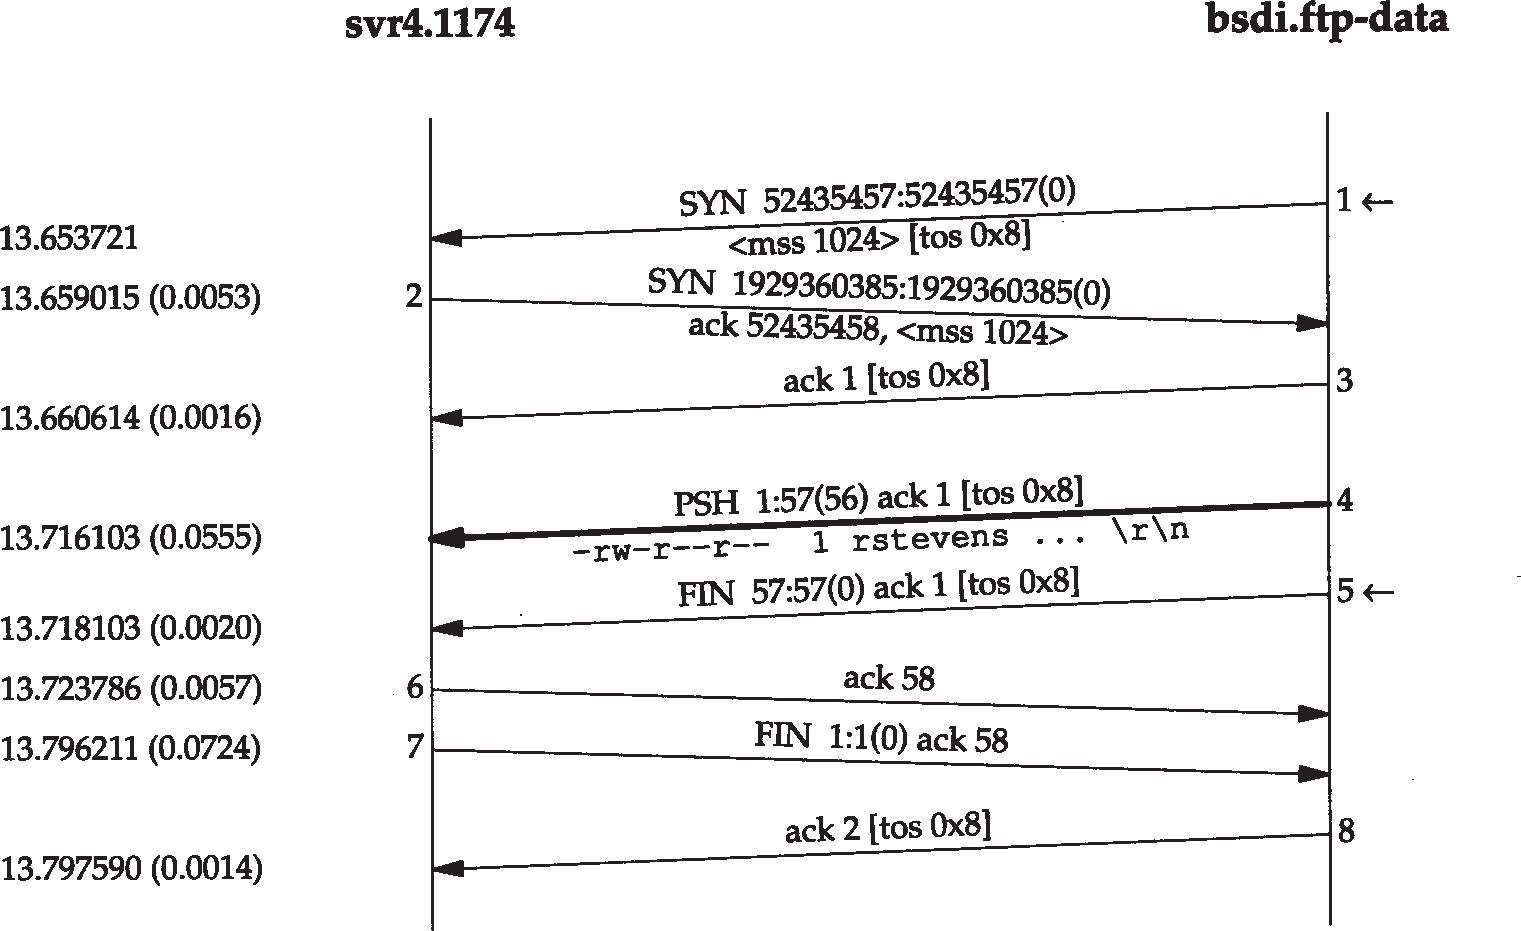 svr4.1174 bsdi.ftp-data
SYN 52435457:52435457(0) 1 ←
13.653721 <mss 1024> [tos 0x8]
SYN 1929360385:1929360385(0)
13.659015 (0.0053) 2
ack 52435458, <mss 1024>
ack 1 [tos 0x8] 3
13.660614 (0.0016)
PSH 1:57(56) ack 1 [tos 0x8] 4
13.716103 (0.0555) -rw-r--r-- 1 rstevens ... \r\n
FIN 57:57(0) ack 1 [tos 0x8] 5 ←
13.718103 (0.0020)
13.723786 (0.0057) 6 ack 58
13.796211 (0.0724) 7 FIN 1:1(0) ack 58
ack 2 [tos 0x8] 8
13.797590 (0.0014)